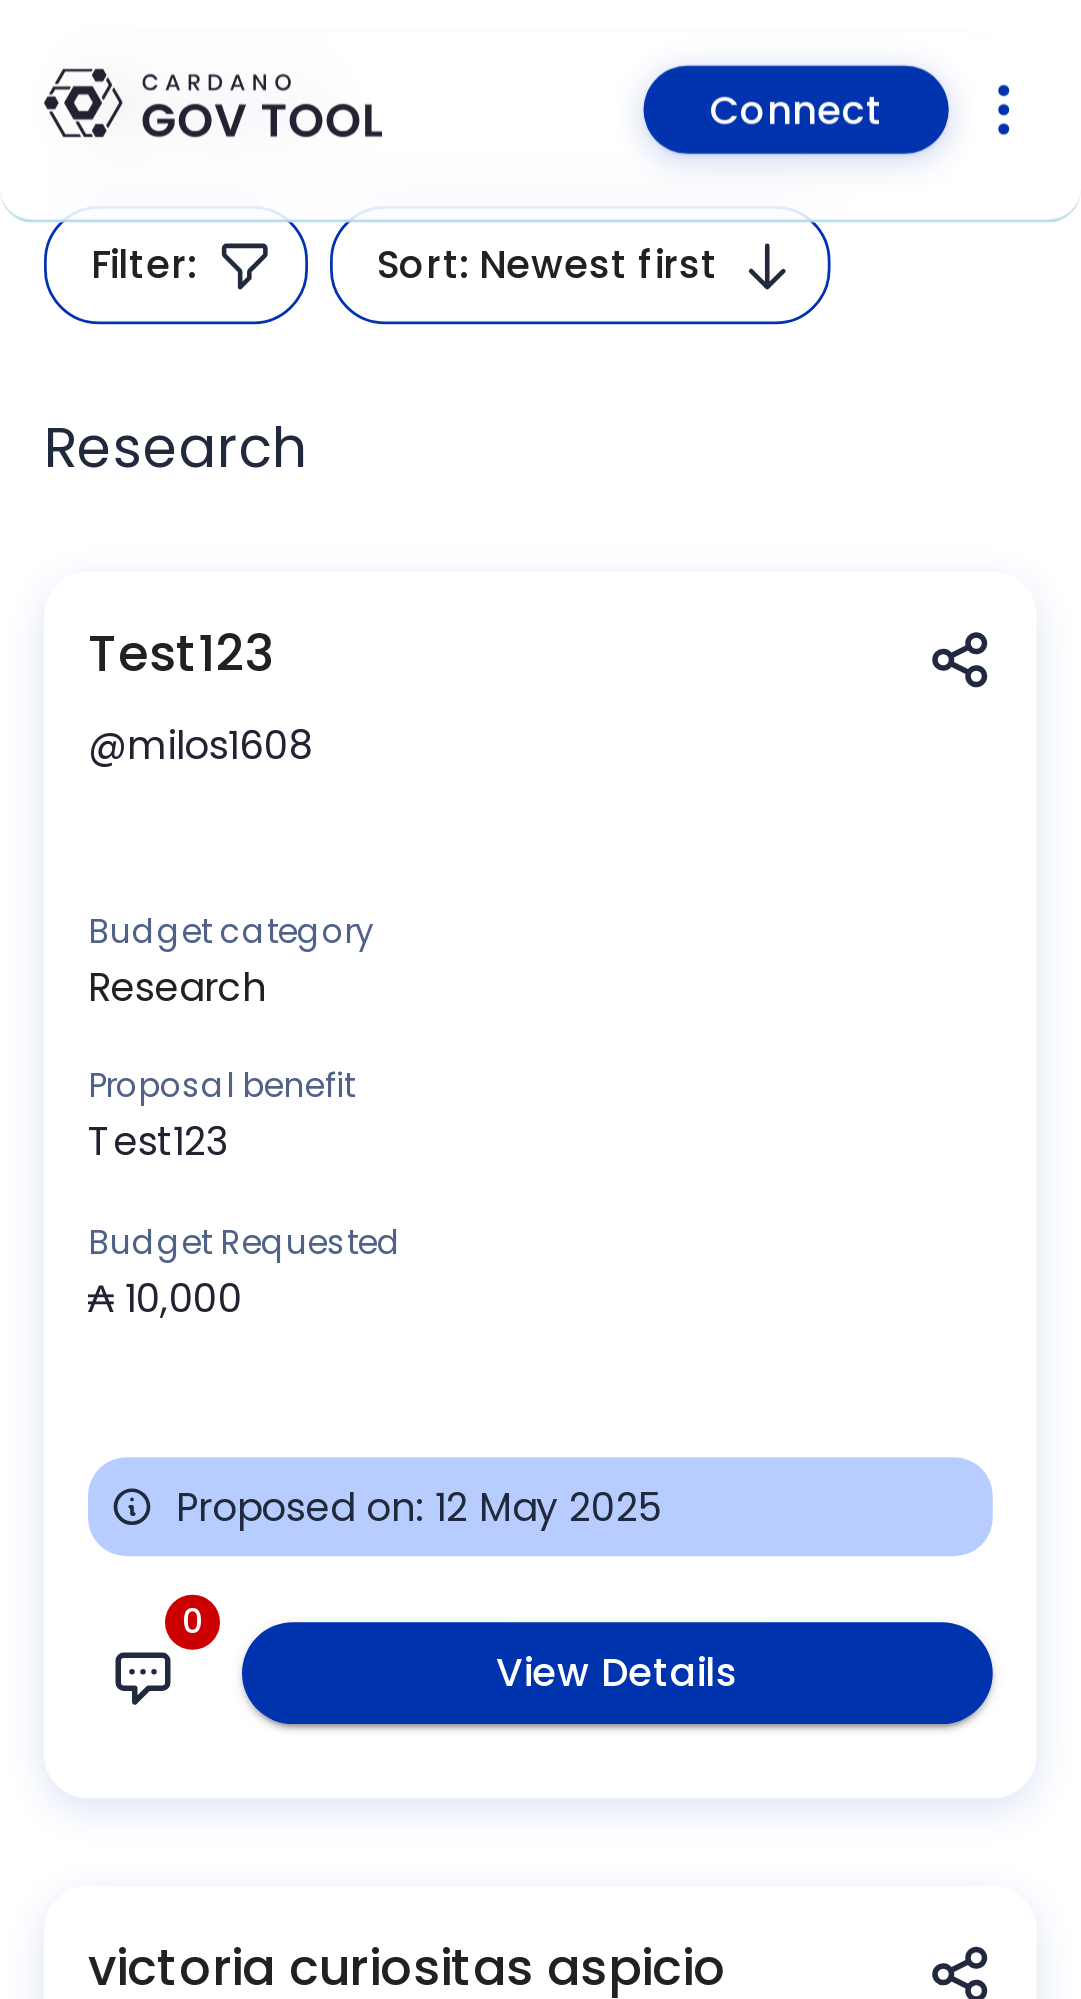 CARDANO
GOV TOOL
Connect
Filter:
Sort: Newest first
Research
Test123
@milos1608
Budget category
Research
Proposal benefit
Test123
Budget Requested
₳ 10,000
Proposed on: 12 May 2025
0
View Details
victoria curiositas aspicio